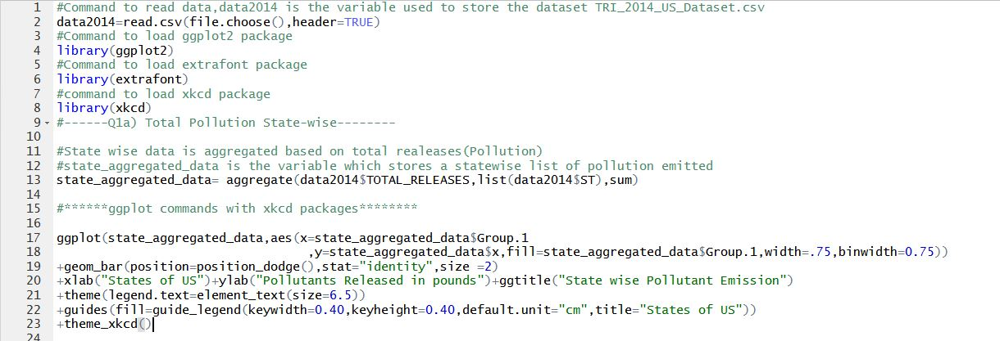 1 #Command to read data,data2014 is the variable used to store the dataset TRI_2014_US_Dataset.csv
2 data2014=read.csv(file.choose(),header=TRUE)
3 #Command to load ggplot2 package
4 library(ggplot2)
5 #Command to load extrafont package
6 library(extrafont)
7 #command to load xkcd package
8 library(xkcd)
9 #------Q1a) Total Pollution State-wise--------
10
11 #State wise data is aggregated based on total realeases(Pollution)
12 #state_aggregated_data is the variable which stores a statewise list of pollution emitted
13 state_aggregated_data= aggregate(data2014$TOTAL_RELEASES,list(data2014$ST),sum)
14
15 #******ggplot commands with xkcd packages********
16
17 ggplot(state_aggregated_data,aes(x=state_aggregated_data$Group.1
18 ,y=state_aggregated_data$x,fill=state_aggregated_data$Group.1,width=.75,binwidth=0.75))
19 +geom_bar(position=position_dodge(),stat="identity",size =2)
20 +xlab("States of US")+ylab("Pollutants Released in pounds")+ggtitle("State wise Pollutant Emission")
21 +theme(legend.text=element_text(size=6.5))
22 +guides(fill=guide_legend(keywidth=0.40,keyheight=0.40,default.unit="cm",title="States of US"))
23 +theme_xkcd()
24